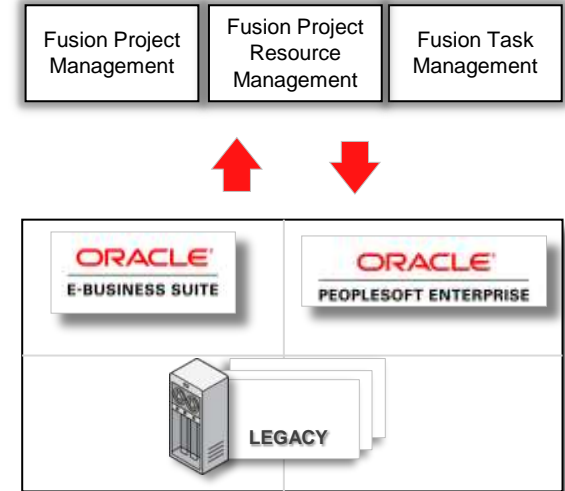 Fusion Project
Management
Fusion Project
Resource
Management
Fusion Task
Management
ORACLE'
E-BUSINESS SUITE
ORACLE'
PEOPLESOFT ENTERPRISE
LEGACY